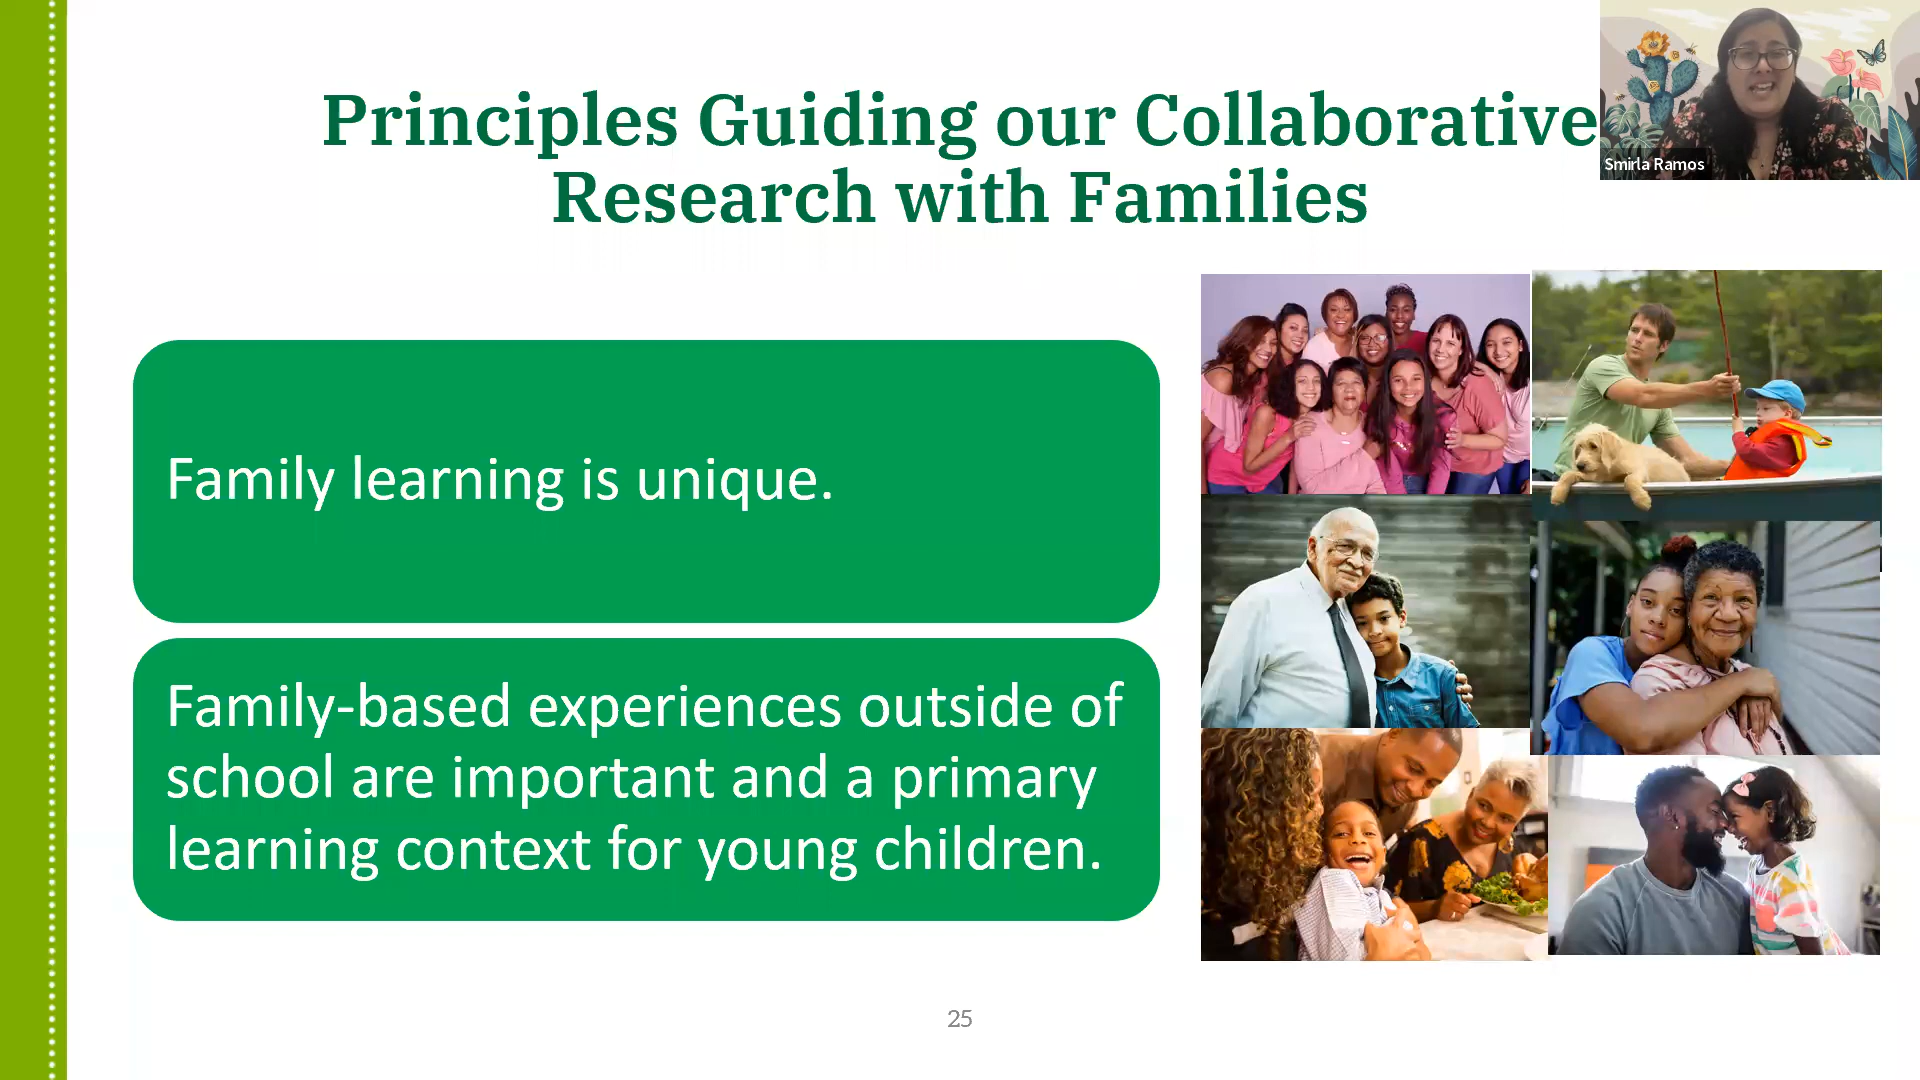 Principles Guiding our Collaborative
Research with Families
Smirla Ramos
Family learning is unique.
Family-based experiences outside of
school are important and a primary
learning context for young children.
25